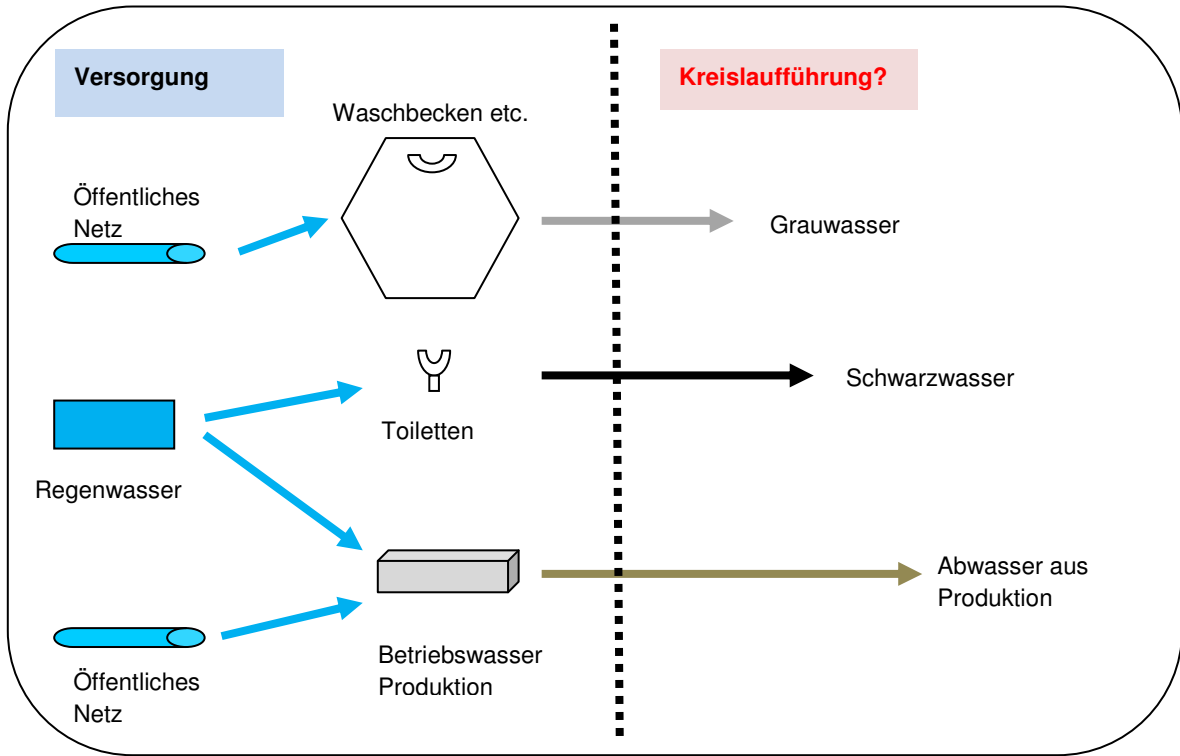 Versorgung
Kreislaufführung?
Waschbecken etc.
Öffentliches
Netz
Grauwasser
Schwarzwasser
Toiletten
Regenwasser
Abwasser aus
Produktion
Betriebswasser
Produktion
Öffentliches
Netz